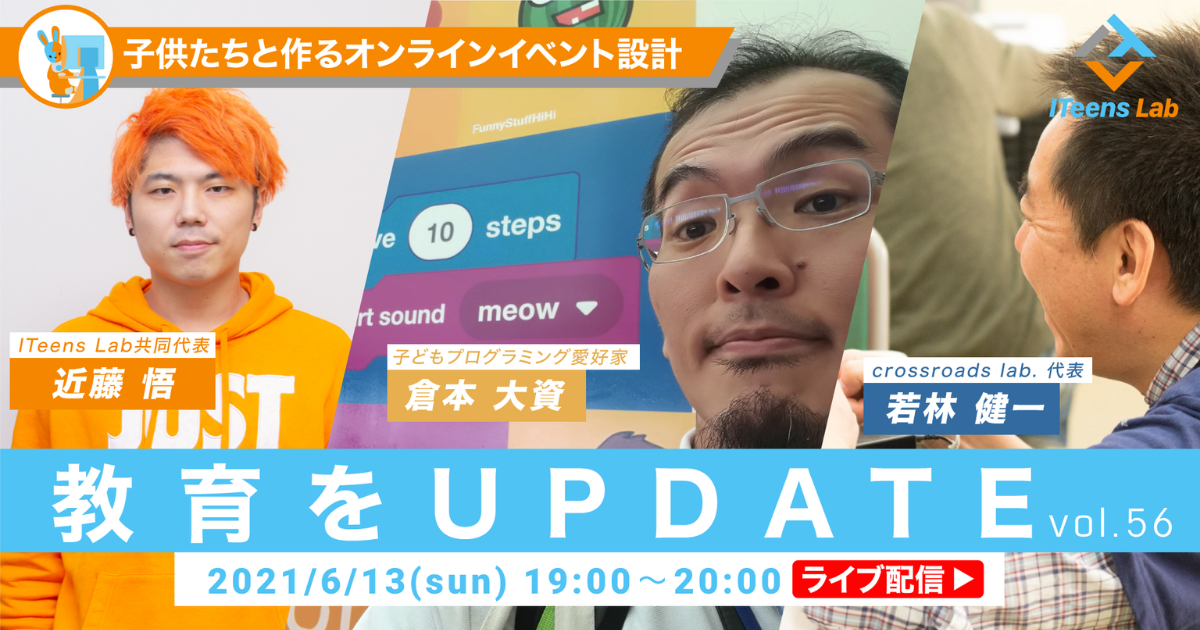 子供たちと作るオンラインイベント設計
ITeens Lab
FunnyStuffHiHi
ve 10 steps
rt sound meow
ITeens Lab共同代表
近藤 悟
子どもプログラミング愛好家
倉本 大資
crossroads lab. 代表
若林 健一
JUST
教育をUPDATE vol.56
2021/6/13(sun) 19:00～20:00 ライブ配信